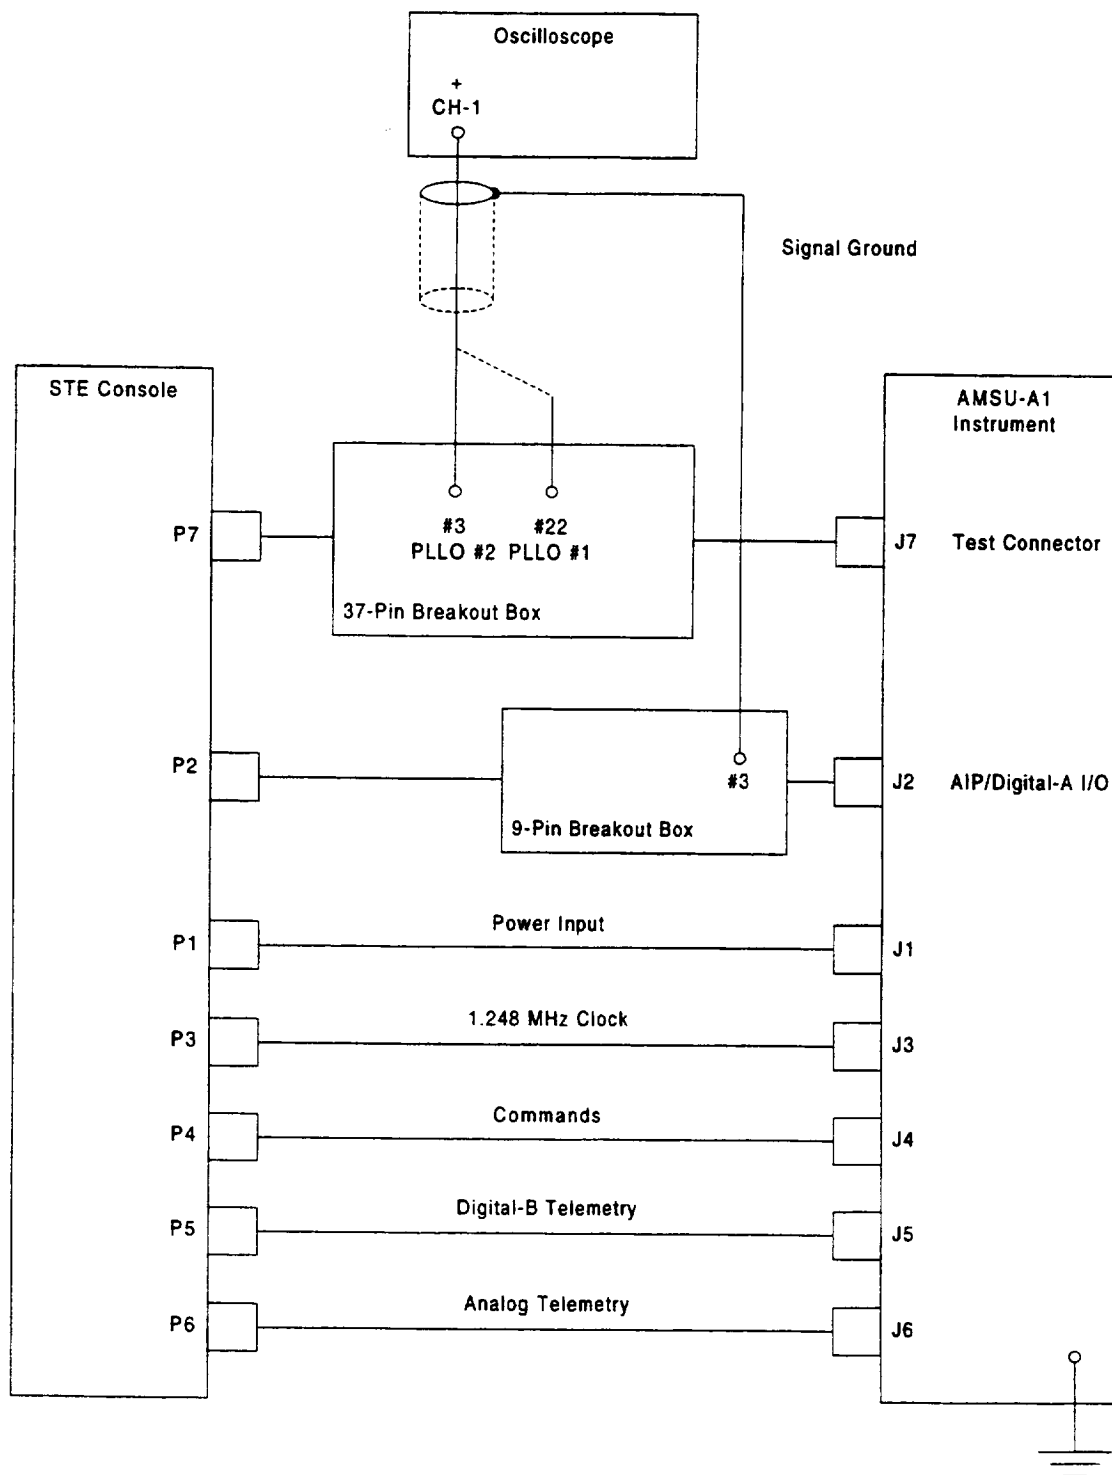 Oscilloscope
+
CH-1
Signal Ground
STE Console
AMSU-A1
Instrument
P7
#3
PLLO #2
#22
PLLO #1
37-Pin Breakout Box
J7
Test Connector
P2
#3
9-Pin Breakout Box
J2
AIP/Digital-A I/O
P1
Power Input
J1
P3
1.248 MHz Clock
J3
P4
Commands
J4
P5
Digital-B Telemetry
J5
P6
Analog Telemetry
J6